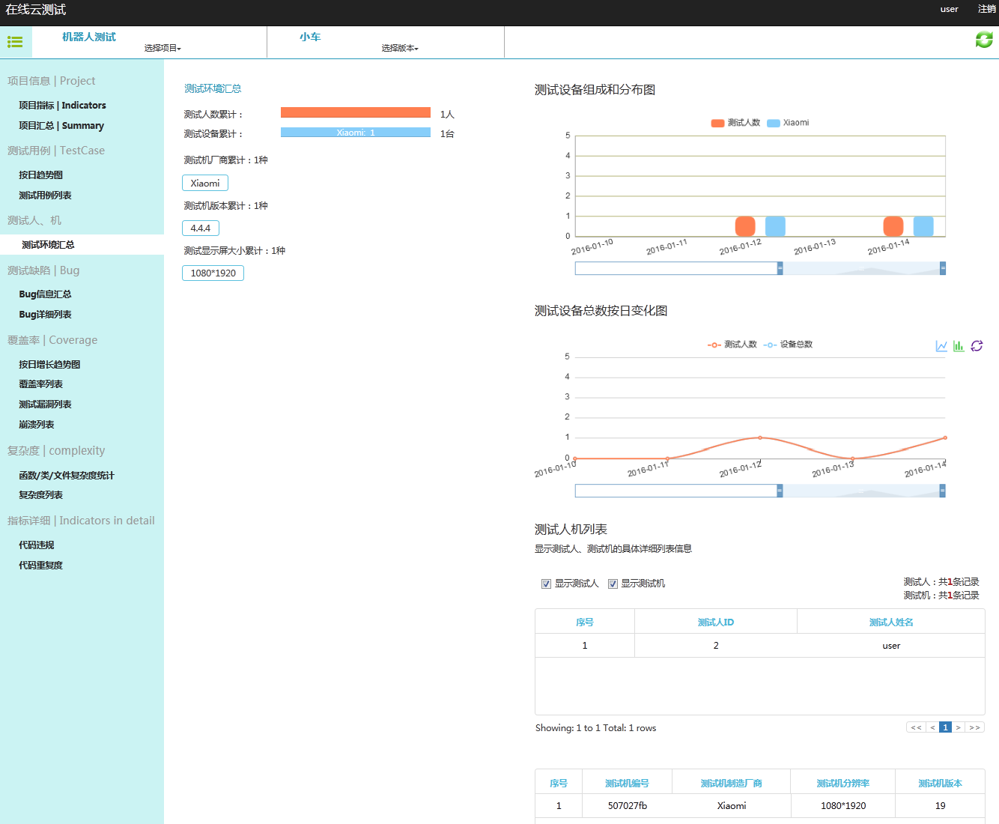 在线云测试
user
注销
机器人测试
选择项目
小车
选择版本
项目信息 | Project
项目指标 | Indicators
项目汇总 | Summary
测试用例 | TestCase
按日趋势图
测试用例列表
测试人、机
测试环境汇总
测试缺陷 | Bug
Bug信息汇总
Bug详细列表
覆盖率 | Coverage
按日增长趋势图
覆盖率列表
测试漏洞列表
崩溃列表
复杂度 | complexity
函数/类/文件复杂度统计
复杂度列表
指标详细 | Indicators in detail
代码违规
代码重复度
测试环境汇总
测试人数累计：
1人
测试设备累计：
Xiaomi: 1
1台
测试机厂商累计：1种
Xiaomi
测试机版本累计：1种
4.4.4
测试显示屏大小累计：1种
1080*1920
测试设备组成和分布图
测试人数
Xiaomi
5
4
3
2
1
0
2016-01-10
2016-01-11
2016-01-12
2016-01-13
2016-01-14
测试设备总数按日变化图
测试人数
设备总数
5
4
3
2
1
0
2016-01-10
2016-01-11
2016-01-12
2016-01-13
2016-01-14
测试人机列表
显示测试人、测试机的具体详细列表信息
显示测试人
显示测试机
测试人：共1条记录
测试机：共1条记录
序号 测试人ID 测试人姓名
1 2 user
Showing: 1 to 1 Total: 1 rows
<< < 1 > >>
序号 测试机编号 测试机制造厂商 测试机分辨率 测试机版本
1 507027fb Xiaomi 1080*1920 19